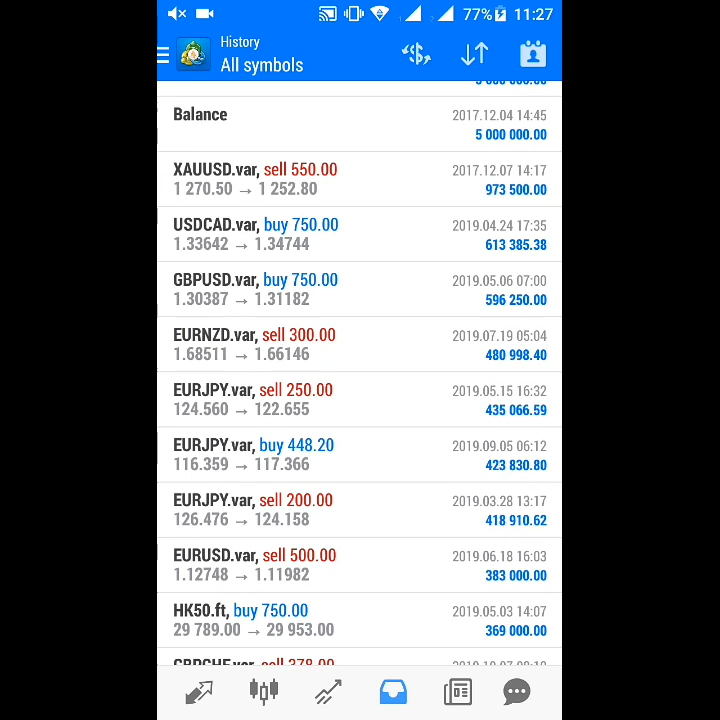 77% 11:27
History
All symbols
Balance 2017.12.04 14:45
5 000 000.00
XAUUSD.var, sell 550.00 2017.12.07 14:17
1 270.50 → 1 252.80 973 500.00
USDCAD.var, buy 750.00 2019.04.24 17:35
1.33642 → 1.34744 613 385.38
GBPUSD.var, buy 750.00 2019.05.06 07:00
1.30387 → 1.31182 596 250.00
EURNZD.var, sell 300.00 2019.07.19 05:04
1.68511 → 1.66146 480 998.40
EURJPY.var, sell 250.00 2019.05.15 16:32
124.560 → 122.655 435 066.59
EURJPY.var, buy 448.20 2019.09.05 06:12
116.359 → 117.366 423 830.80
EURJPY.var, sell 200.00 2019.03.28 13:17
126.476 → 124.158 418 910.62
EURUSD.var, sell 500.00 2019.06.18 16:03
1.12748 → 1.11982 383 000.00
HK50.ft, buy 750.00 2019.05.03 14:07
29 789.00 → 29 953.00 369 000.00